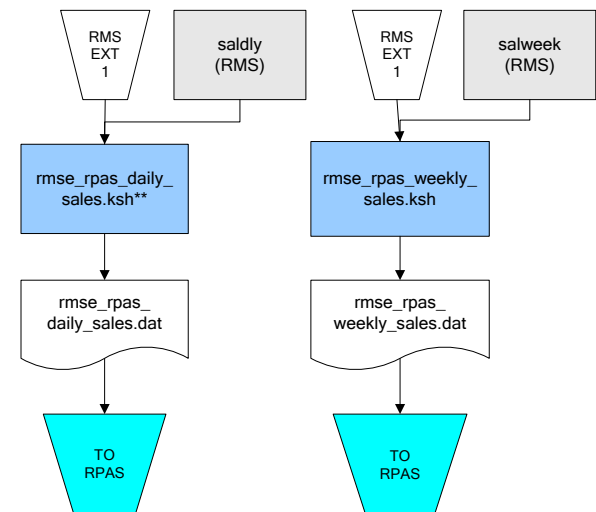 RMS
EXT
1
saldly
(RMS)
RMS
EXT
1
salweek
(RMS)
rmse_rpas_daily_
sales.ksh**
rmse_rpas_weekly_
sales.ksh
rmse_rpas_
daily_sales.dat
rmse_rpas_
weekly_sales.dat
TO
RPAS
TO
RPAS